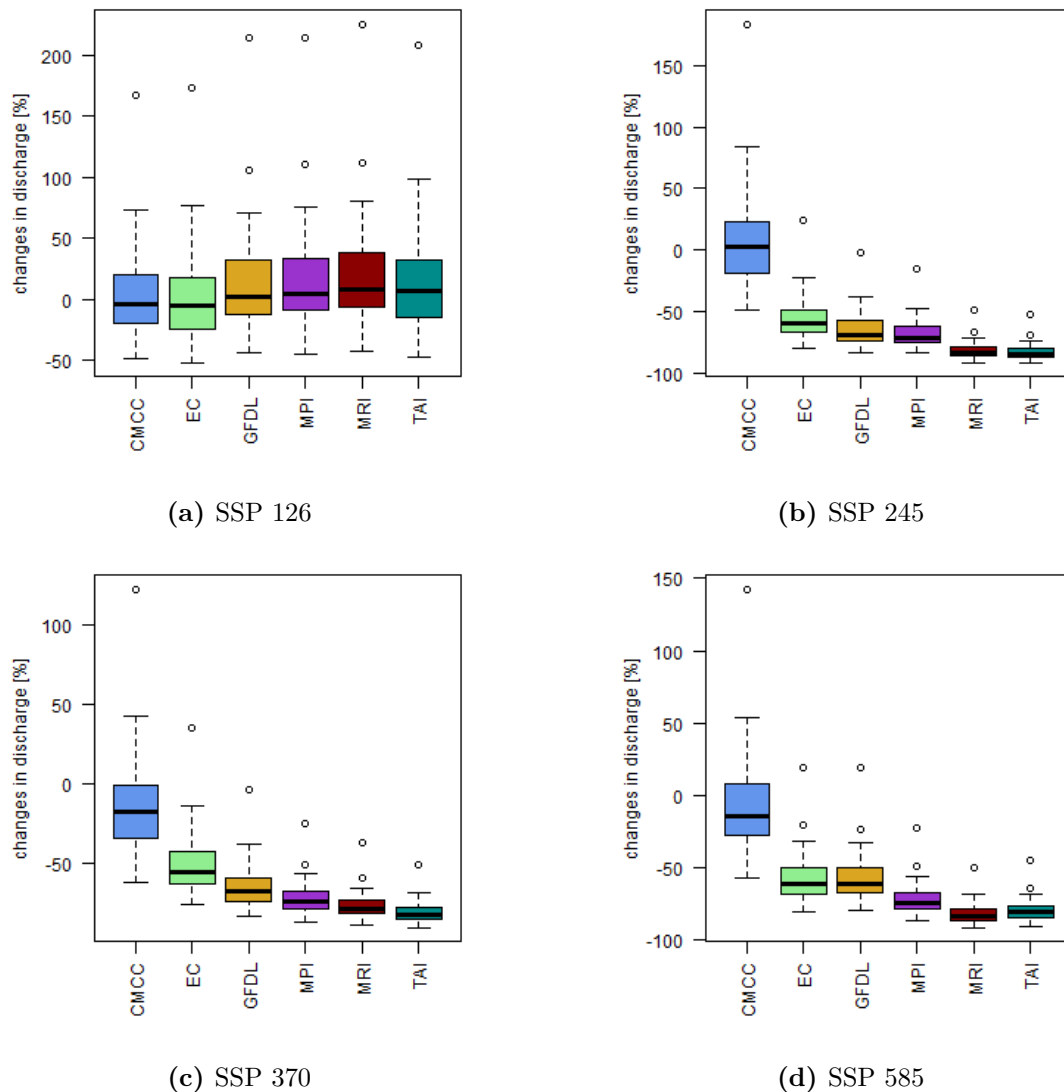 changes in discharge [%]
200
150
100
50
0
-50
CMCC
EC
GFDL
MPI
MRI
TAI
(a) SSP 126
changes in discharge [%]
150
100
50
0
-50
-100
CMCC
EC
GFDL
MPI
MRI
TAI
(b) SSP 245
changes in discharge [%]
100
50
0
-50
CMCC
EC
GFDL
MPI
MRI
TAI
(c) SSP 370
changes in discharge [%]
150
100
50
0
-50
-100
CMCC
EC
GFDL
MPI
MRI
TAI
(d) SSP 585